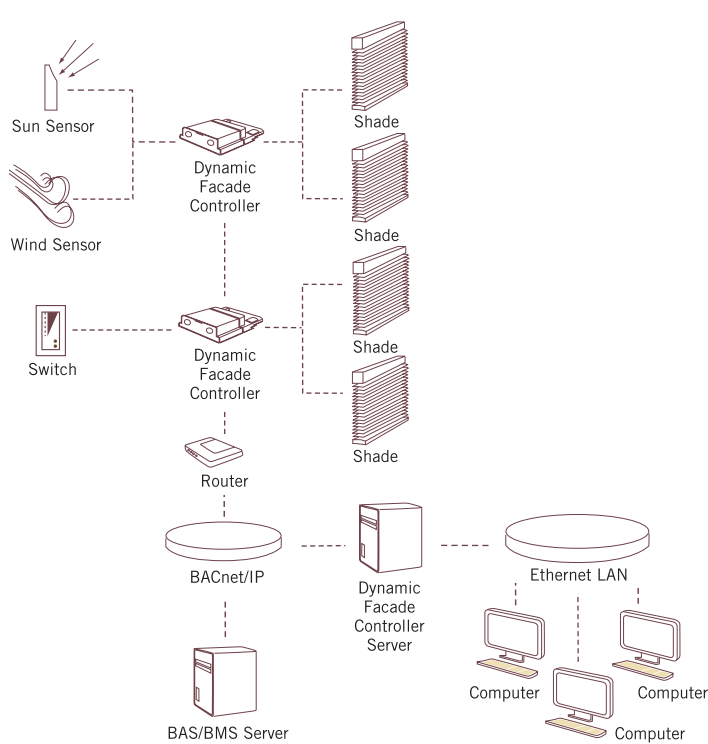 Sun Sensor
Shade
Dynamic
Facade
Controller
Wind Sensor
Shade
Switch
Dynamic
Facade
Controller
Shade
Shade
Router
BACnet/IP
Dynamic
Facade
Controller
Server
Ethernet LAN
Computer
Computer
Computer
BAS/BMS Server